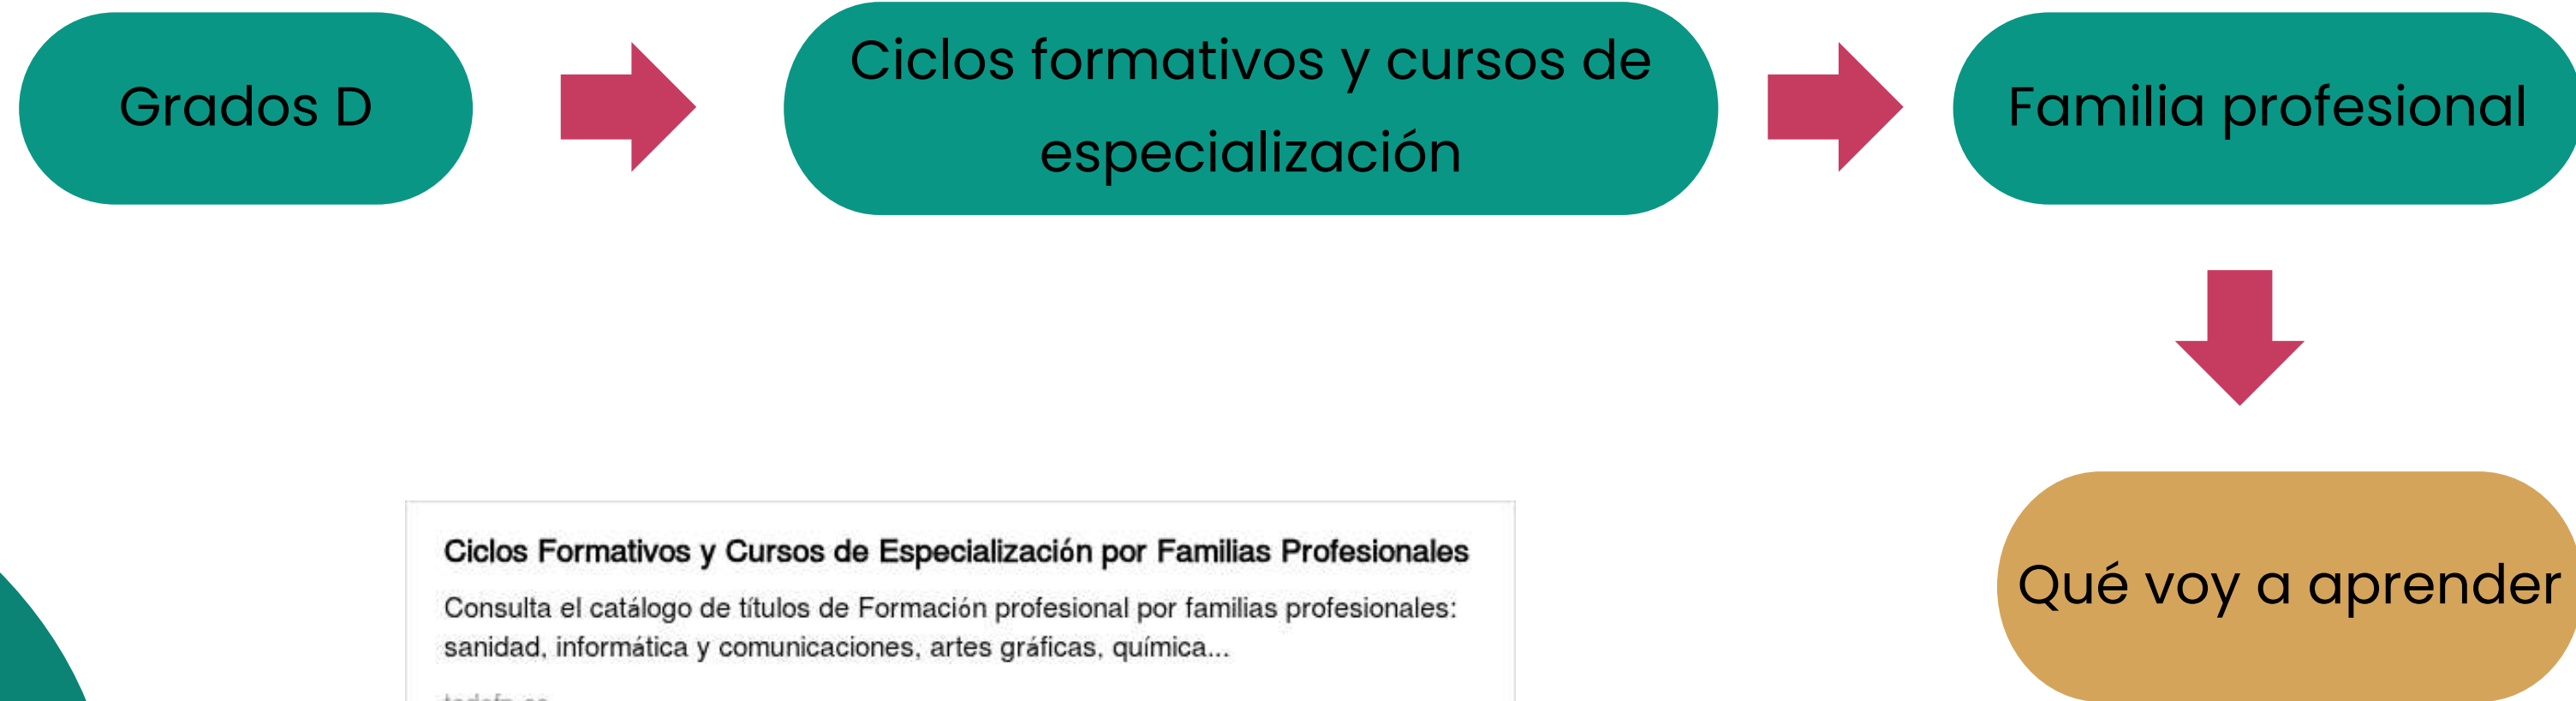 Grados D
Ciclos formativos y cursos de
especialización
Familia profesional
Qué voy a aprender
Ciclos Formativos y Cursos de Especialización por Familias Profesionales
Consulta el catálogo de títulos de Formación profesional por familias profesionales:
sanidad, informática y comunicaciones, artes gráficas, química...